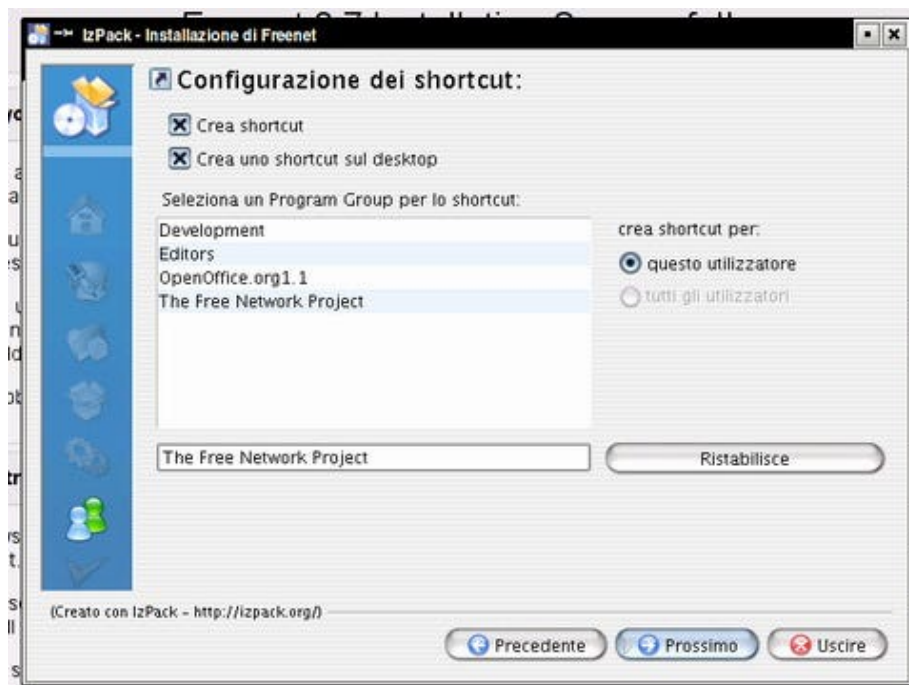 IzPack - Installazione di Freenet
Configurazione dei shortcut:
Crea shortcut
Crea uno shortcut sul desktop
Seleziona un Program Group per lo shortcut:
Development
Editors
OpenOffice.org1.1
The Free Network Project
crea shortcut per:
questo utilizzatore
tutti gli utilizzatori
The Free Network Project
Ristabilisce
(Creato con IzPack - http://izpack.org/)
Precedente
Prossimo
Uscire